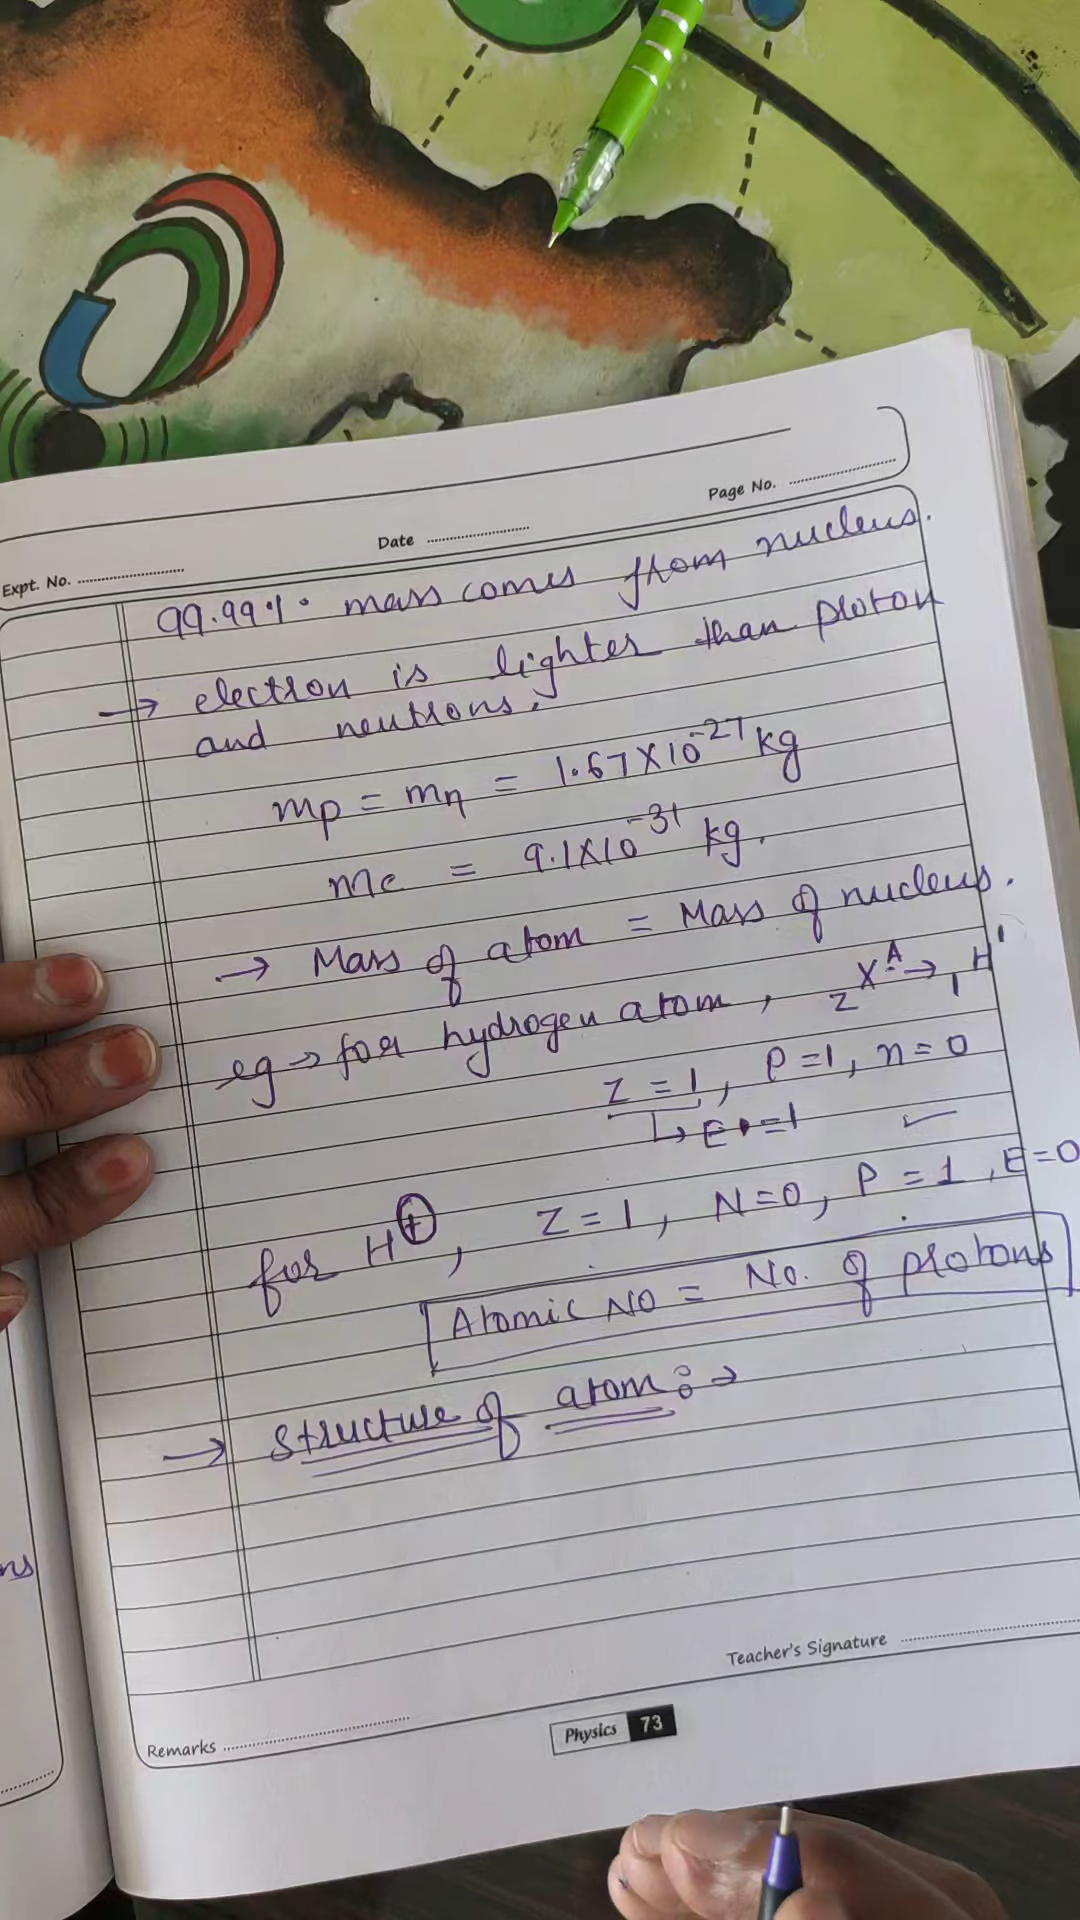 Page No.
Date
Expt. No.
99.99% mass comes from nucleus.
→ electron is lighter than proton
and neutrons.
mp = mn = 1.67×10⁻²⁷ kg
me = 9.1×10⁻³¹ kg.
→ Mass of atom = Mass of nucleus.
eg → for hydrogen atom, zXᴬ → ₁H¹
Z = 1, P = 1, n = 0
↳ E = 1 ✓
for H⊕, Z = 1, N = 0, P = 1, E = 0
Atomic NO = No. of protons
→ Structure of atom :→
ns
Teacher's Signature
Remarks
Physics 73